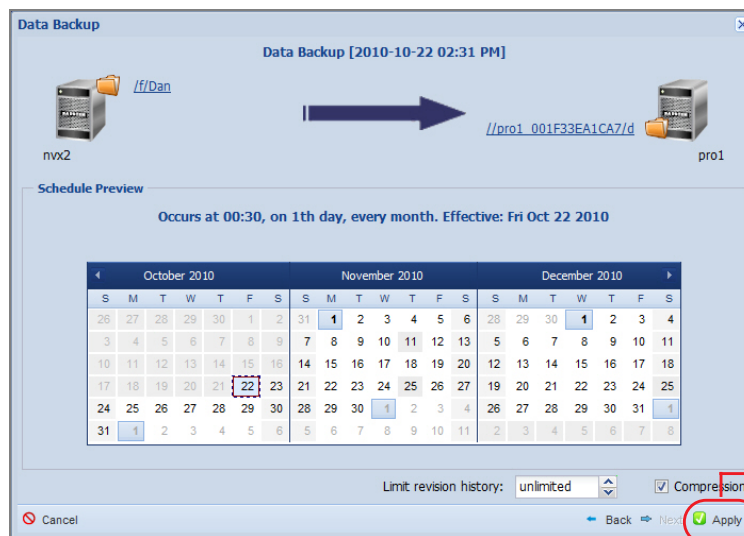 Data Backup
Data Backup [2010-10-22 02:31 PM]
/f/Dan
//pro1_001F33EA1CA7/d
nvx2
pro1
Schedule Preview
Occurs at 00:30, on 1th day, every month. Effective: Fri Oct 22 2010
October 2010 November 2010 December 2010
S M T W T F S S M T W T F S S M T W T F S
26 27 28 29 30 1 2 31 1 2 3 4 5 6 28 29 30 1 2 3 4
3 4 5 6 7 8 9 7 8 9 10 11 12 13 5 6 7 8 9 10 11
10 11 12 13 14 15 16 14 15 16 17 18 19 20 12 13 14 15 16 17 18
17 18 19 20 21 22 23 21 22 23 24 25 26 27 19 20 21 22 23 24 25
24 25 26 27 28 29 30 28 29 30 1 2 3 4 26 27 28 29 30 31 1
31 1 2 3 4 5 6 5 6 7 8 9 10 11 2 3 4 5 6 7 8
Limit revision history: unlimited Compression
Cancel Back Next Apply